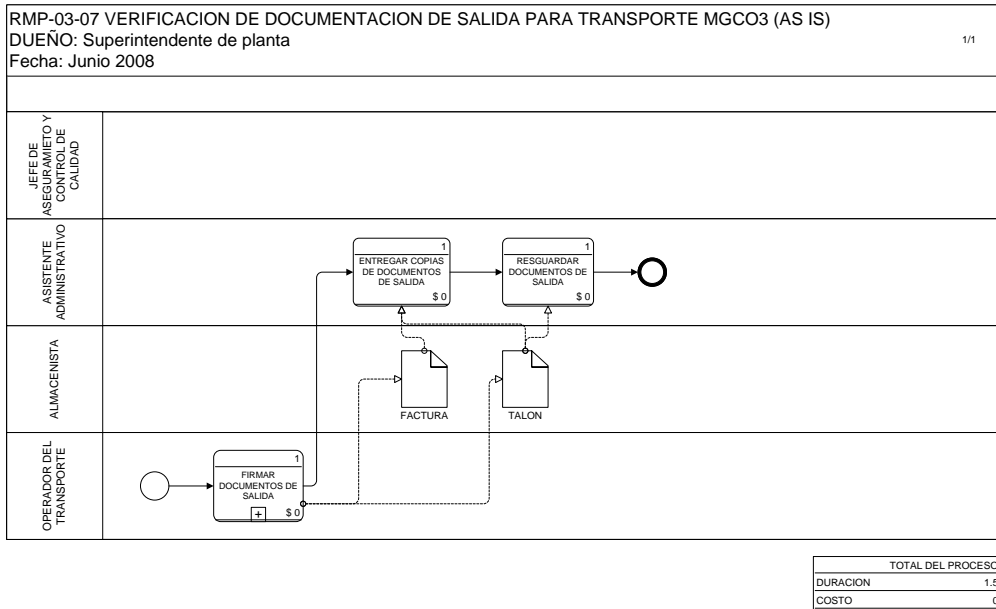 RMP-03-07 VERIFICACION DE DOCUMENTACION DE SALIDA PARA TRANSPORTE MGCO3 (AS IS)
DUEÑO: Superintendente de planta
Fecha: Junio 2008
1/1
JEFE DE
ASEGURAMIETO Y
CONTROL DE
CALIDAD
ASISTENTE
ADMINISTRATIVO
1
ENTREGAR COPIAS
DE DOCUMENTOS
DE SALIDA
$ 0
1
RESGUARDAR
DOCUMENTOS DE
SALIDA
$ 0
ALMACENISTA
FACTURA
TALON
OPERADOR DEL
TRANSPORTE
1
FIRMAR
DOCUMENTOS DE
SALIDA
+
$ 0
TOTAL DEL PROCESO
DURACION 1.5
COSTO 0